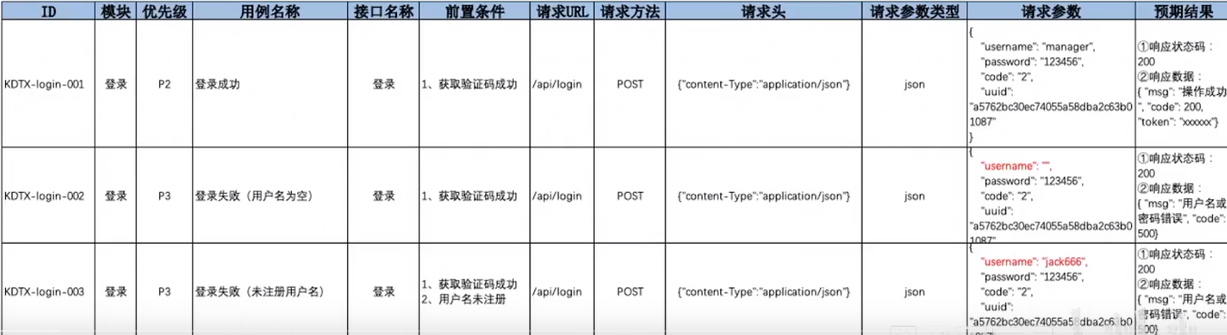 ID 模块 优先级 用例名称 接口名称 前置条件 请求URL 请求方法 请求头 请求参数类型 请求参数 预期结果
KDTX-login-001 登录 P2 登录成功 登录 1、获取验证码成功 /api/login POST {"content-Type":"application/json"} json
{
"username": "manager",
"password": "123456",
"code": "2",
"uuid":
"a5762bc30ec74055a58dba2c63b0
1087"
}
①响应状态码：
200
②响应数据：
{ "msg": "操作成功
", "code": 200,
"token": "xxxxxx"}
KDTX-login-002 登录 P3 登录失败（用户名为空） 登录 1、获取验证码成功 /api/login POST {"content-Type":"application/json"} json
{
"username": "",
"password": "123456",
"code": "2",
"uuid":
"a5762bc30ec74055a58dba2c63b0
1087"
①响应状态码：
200
②响应数据：
{ "msg": "用户名或
密码错误", "code":
500}
KDTX-login-003 登录 P3 登录失败（未注册用户名） 登录 1、获取验证码成功
2、用户名未注册
/api/login POST {"content-Type":"application/json"} json
{
"username": "jack666",
"password": "123456",
"code": "2",
"uuid":
"a5762bc30ec74055a58dba2c63b0
①响应状态码：
200
②响应数据：
{ "msg": "用户名或
密码错误", "code":
500}